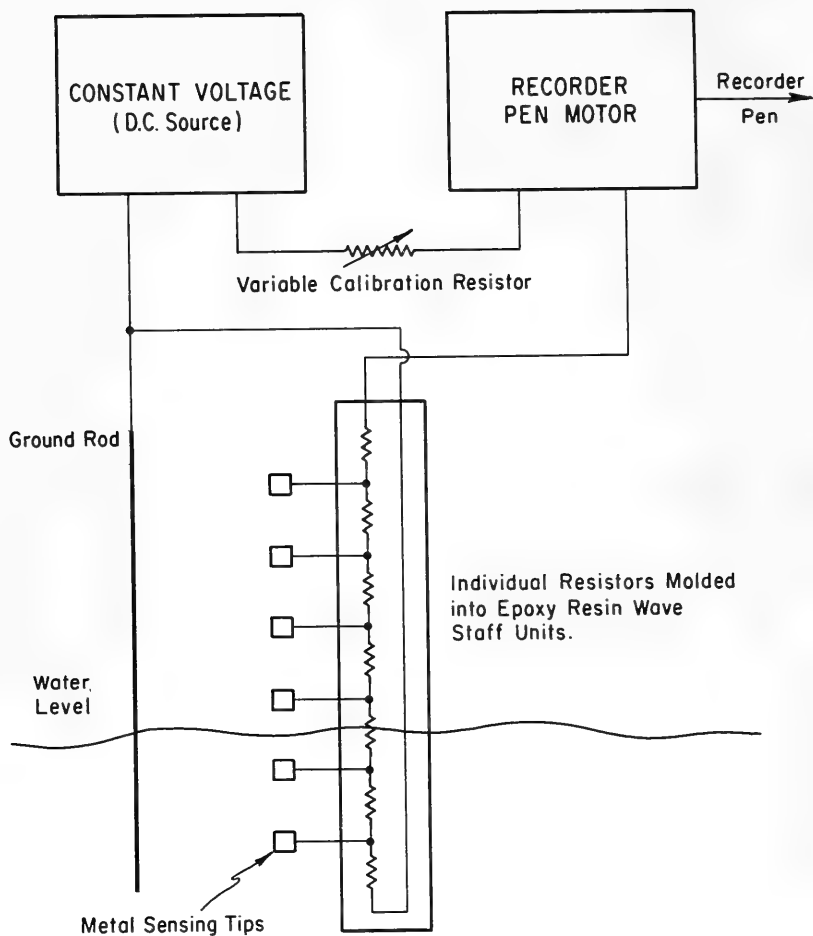 CONSTANT VOLTAGE
(D.C. Source)
RECORDER
PEN MOTOR
Recorder
Pen
Variable Calibration Resistor
Ground Rod
Individual Resistors Molded
into Epoxy Resin Wave
Staff Units.
Water
Level
Metal Sensing Tips